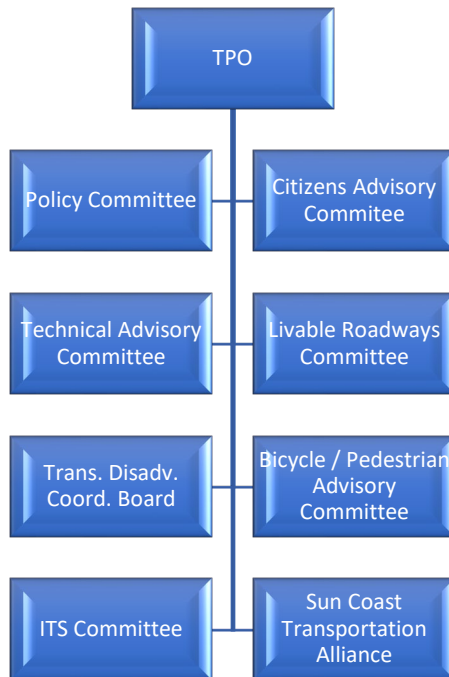 TPO
Policy Committee
Citizens Advisory
Commitee
Technical Advisory
Committee
Livable Roadways
Committee
Trans. Disadv.
Coord. Board
Bicycle / Pedestrian
Advisory
Committee
ITS Committee
Sun Coast
Transportation
Alliance